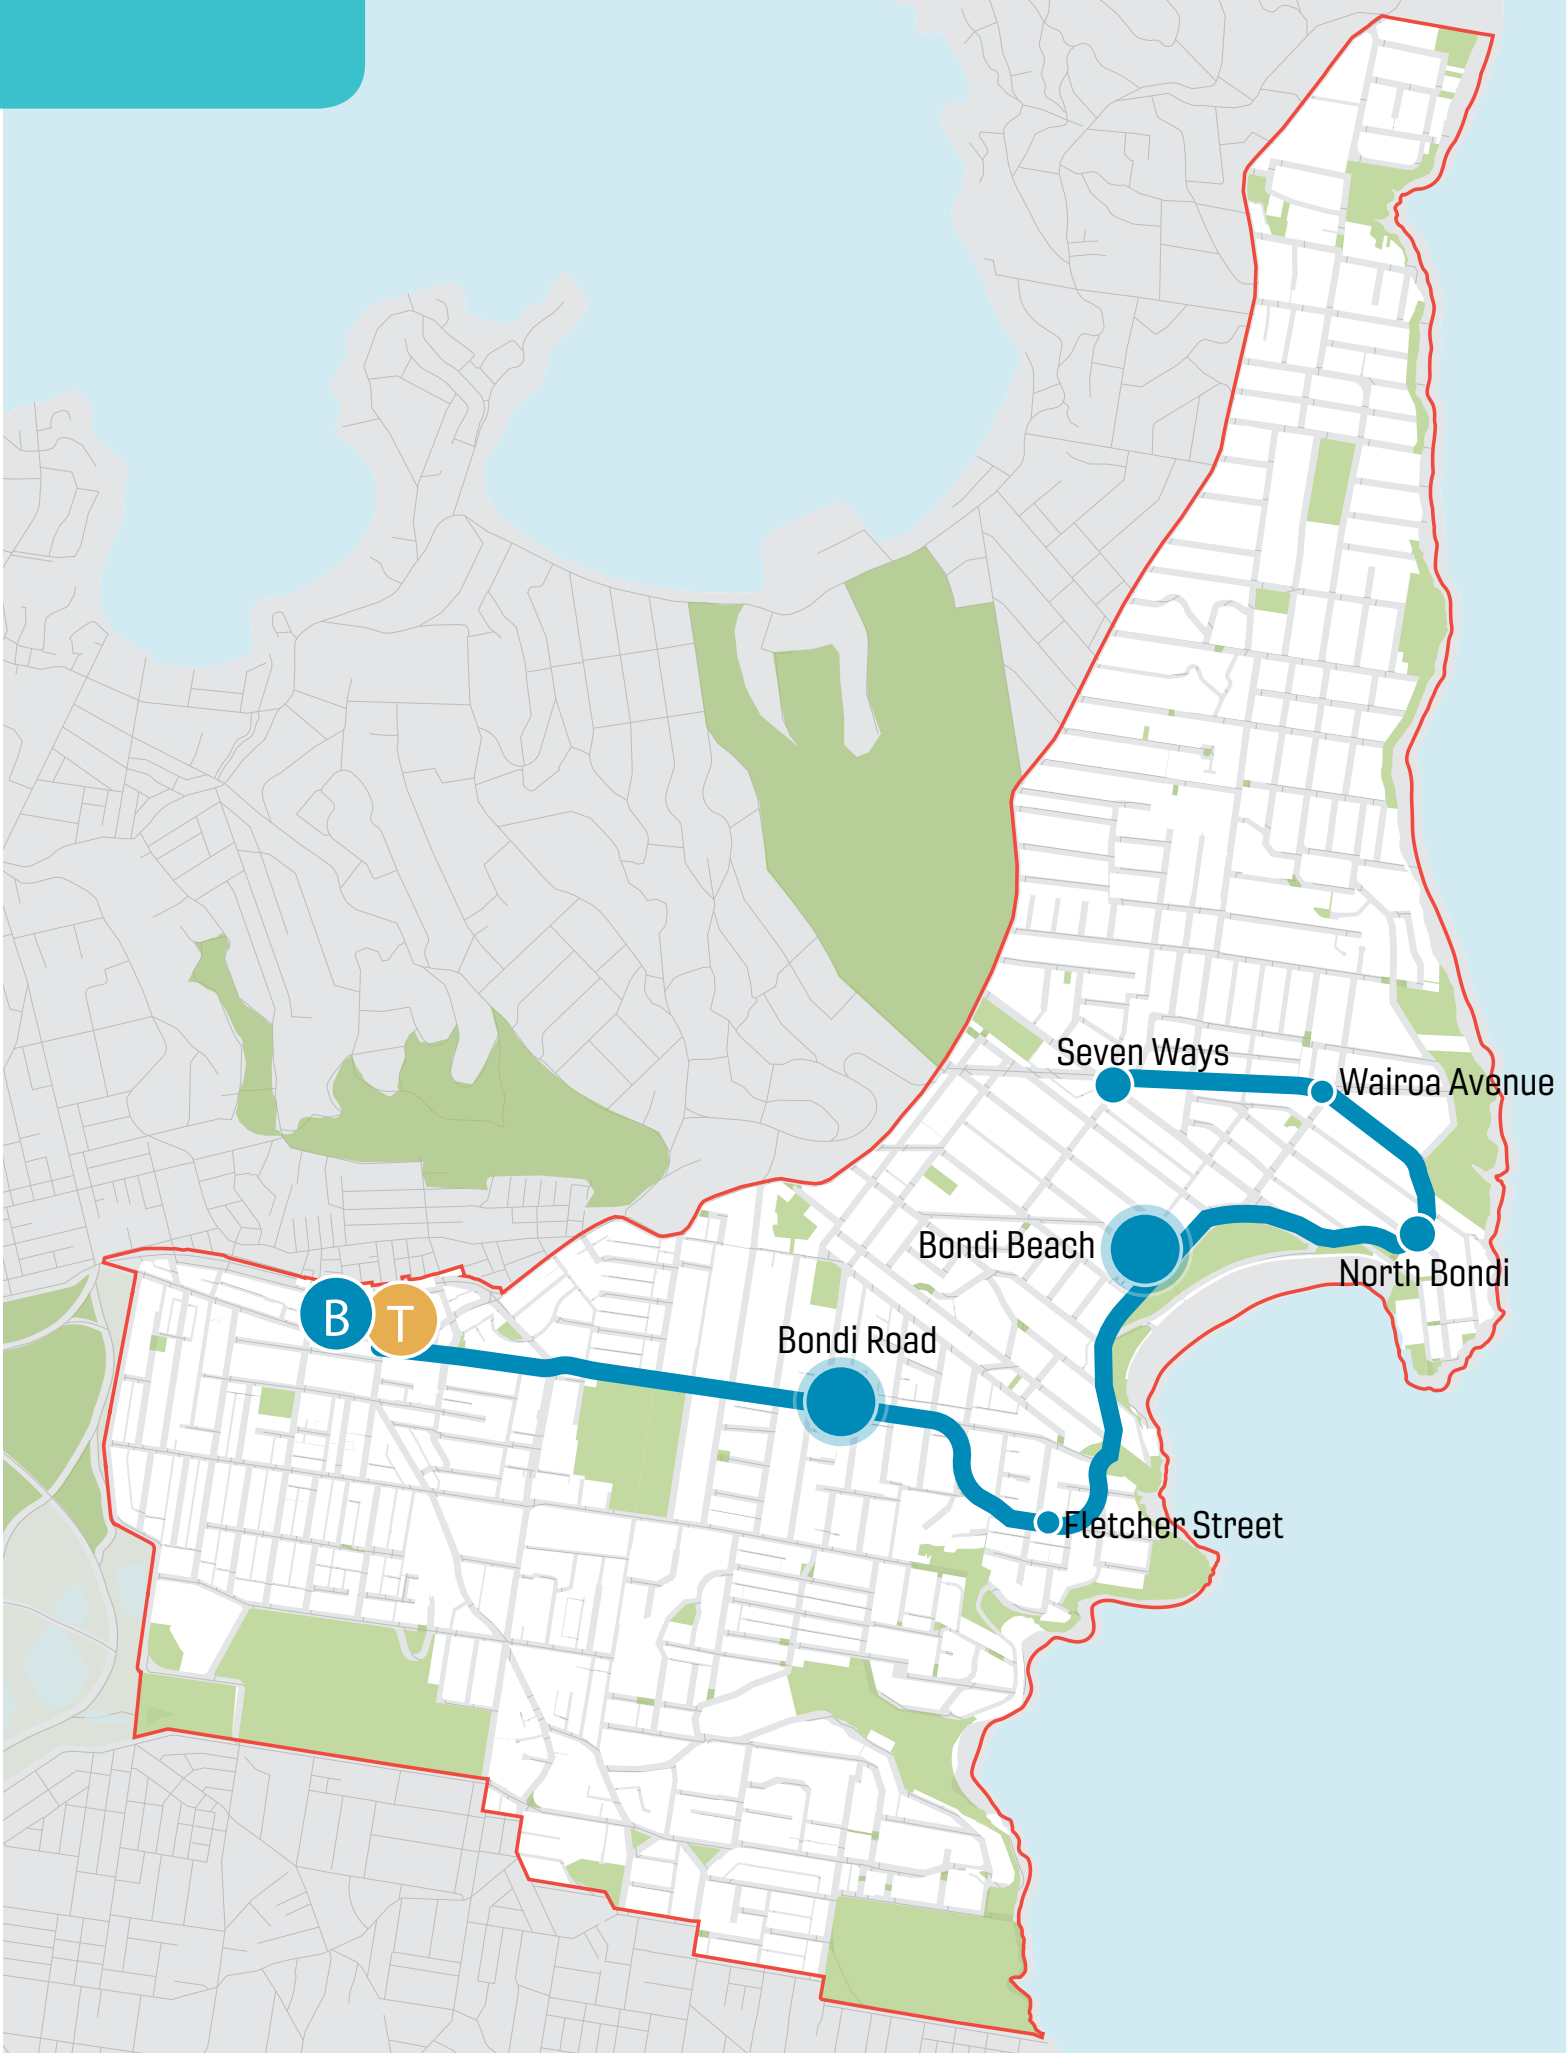 Seven Ways
Wairoa Avenue
Bondi Beach
North Bondi
B
T
Bondi Road
Fletcher Street